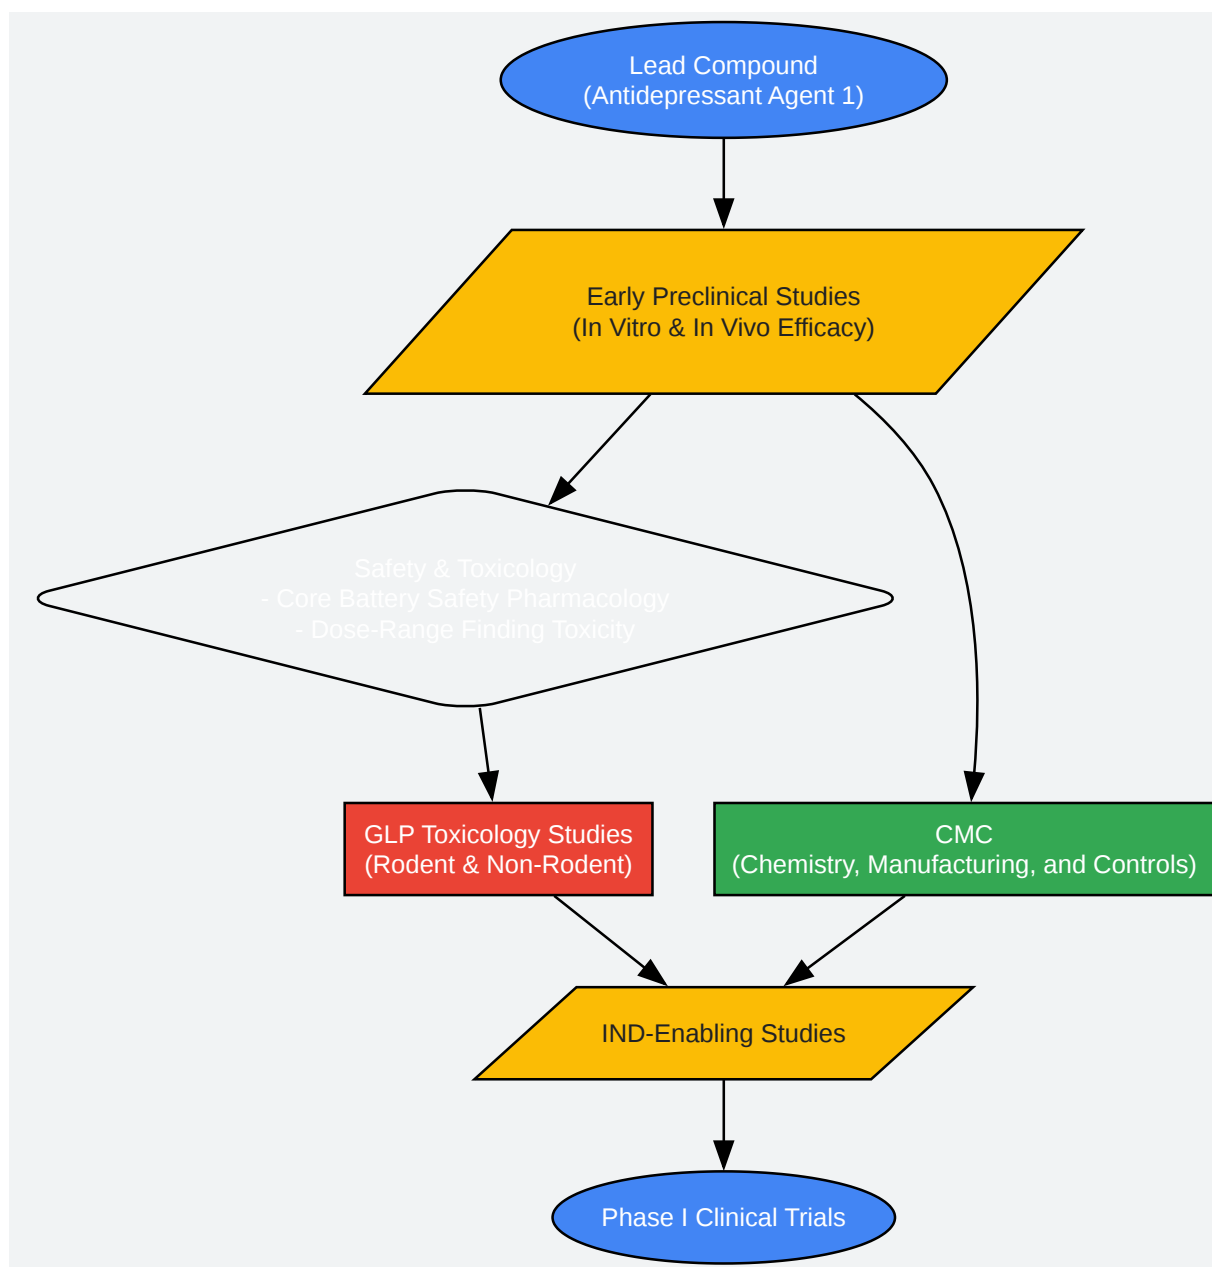 Lead Compound
(Antidepressant Agent 1)
Early Preclinical Studies
(In Vitro & In Vivo Efficacy)
Safety & Toxicology
- Core Battery Safety Pharmacology
- Dose-Range Finding Toxicity
GLP Toxicology Studies
(Rodent & Non-Rodent)
CMC
(Chemistry, Manufacturing, and Controls)
IND-Enabling Studies
Phase I Clinical Trials